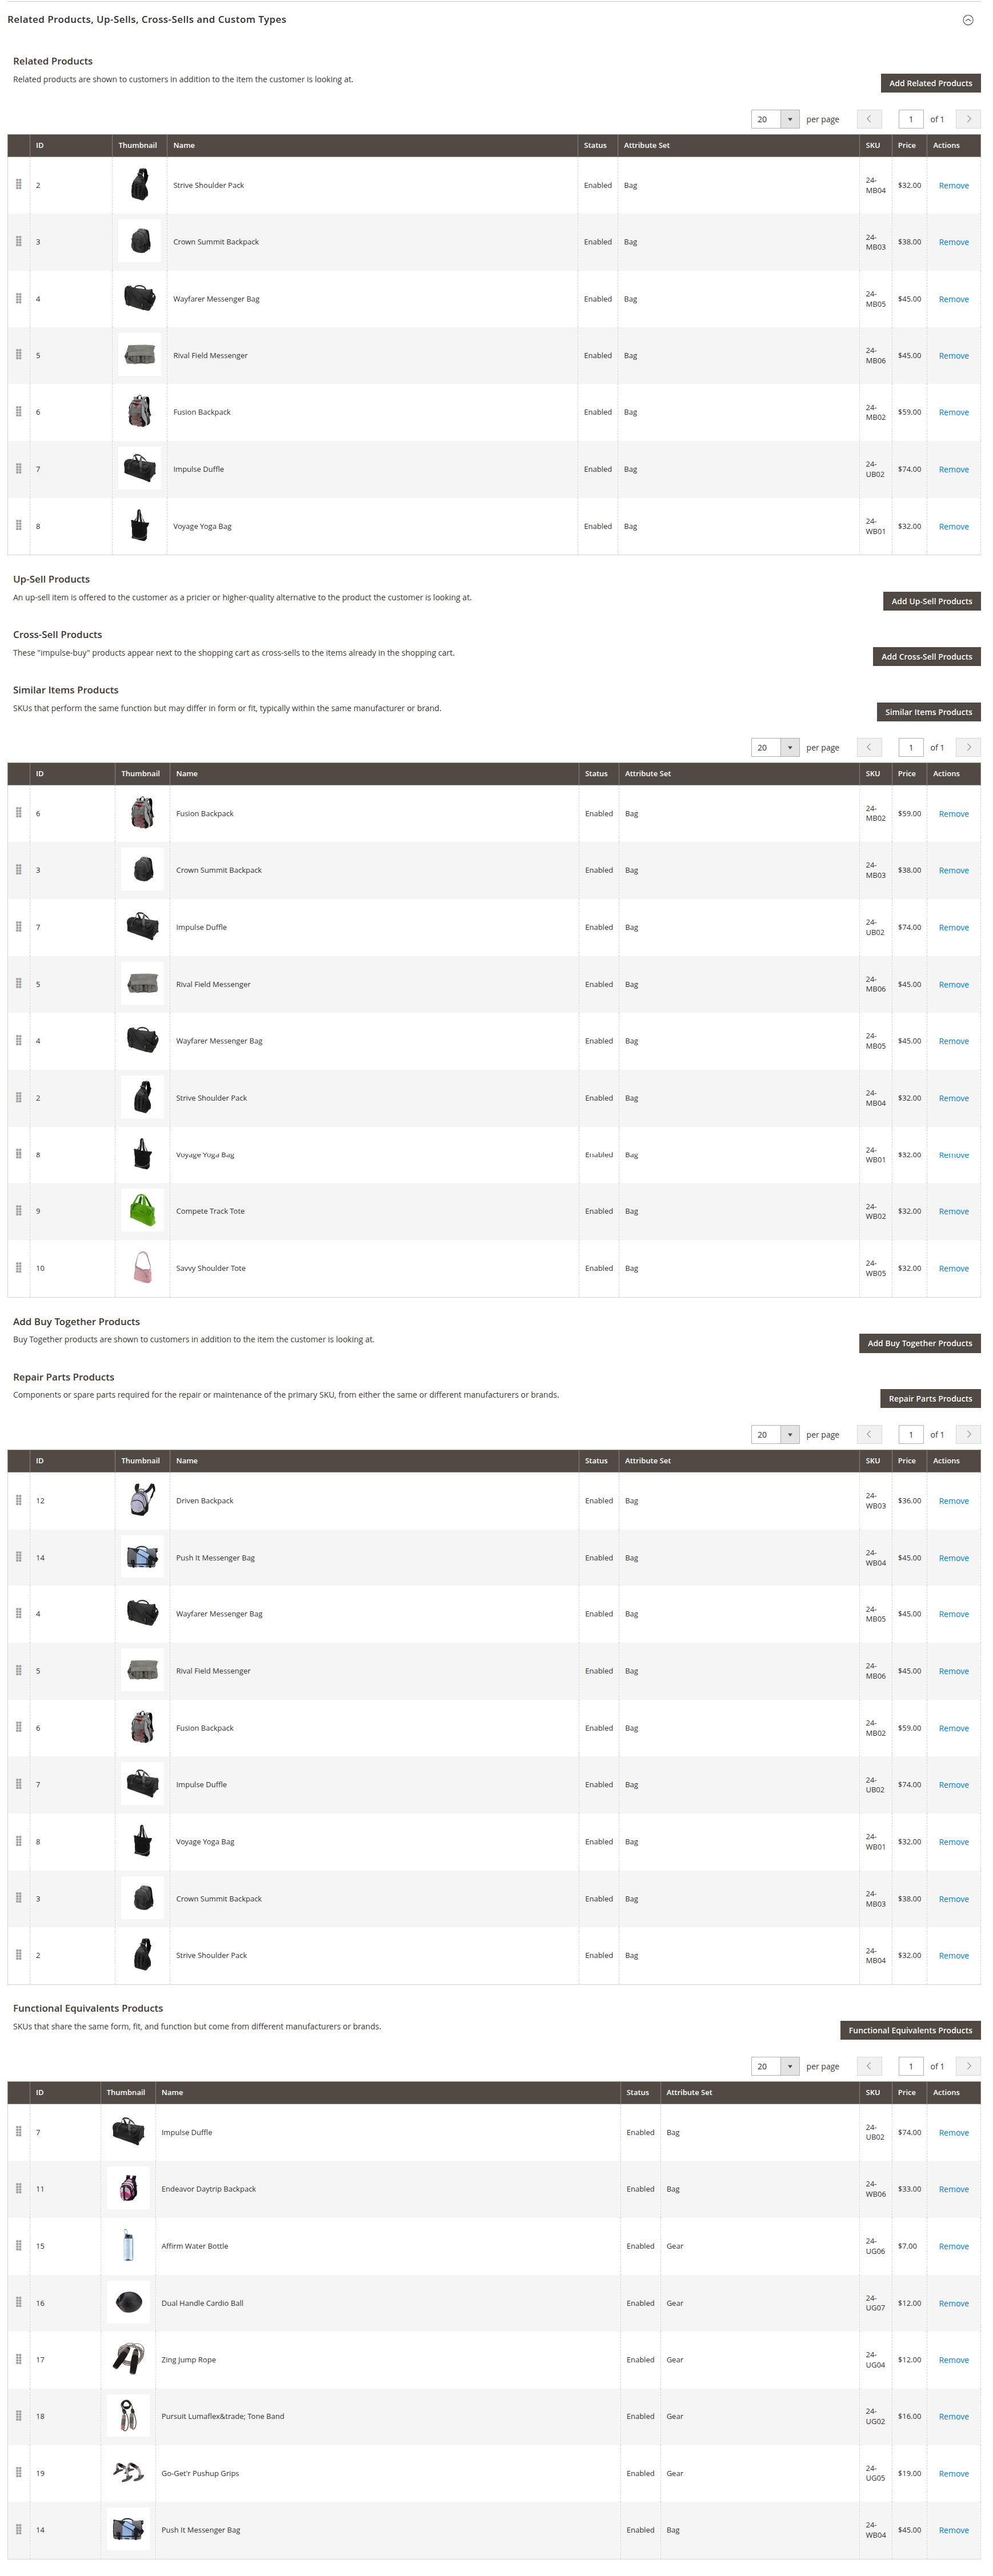 Related Products, Up-Sells, Cross-Sells and Custom Types
Related Products
Related products are shown to customers in addition to the item the customer is looking at.
Add Related Products
20 per page 1 of 1
ID Thumbnail Name Status Attribute Set SKU Price Actions
2 Strive Shoulder Pack Enabled Bag 24-MB04 $32.00 Remove
3 Crown Summit Backpack Enabled Bag 24-MB03 $38.00 Remove
4 Wayfarer Messenger Bag Enabled Bag 24-MB05 $45.00 Remove
5 Rival Field Messenger Enabled Bag 24-MB06 $45.00 Remove
6 Fusion Backpack Enabled Bag 24-MB02 $59.00 Remove
7 Impulse Duffle Enabled Bag 24-UB02 $74.00 Remove
8 Voyage Yoga Bag Enabled Bag 24-WB01 $32.00 Remove
Up-Sell Products
An up-sell item is offered to the customer as a pricier or higher-quality alternative to the product the customer is looking at.
Add Up-Sell Products
Cross-Sell Products
These "impulse-buy" products appear next to the shopping cart as cross-sells to the items already in the shopping cart.
Add Cross-Sell Products
Similar Items Products
SKUs that perform the same function but may differ in form or fit, typically within the same manufacturer or brand.
Similar Items Products
20 per page 1 of 1
ID Thumbnail Name Status Attribute Set SKU Price Actions
6 Fusion Backpack Enabled Bag 24-MB02 $59.00 Remove
3 Crown Summit Backpack Enabled Bag 24-MB03 $38.00 Remove
7 Impulse Duffle Enabled Bag 24-UB02 $74.00 Remove
5 Rival Field Messenger Enabled Bag 24-MB06 $45.00 Remove
4 Wayfarer Messenger Bag Enabled Bag 24-MB05 $45.00 Remove
2 Strive Shoulder Pack Enabled Bag 24-MB04 $32.00 Remove
8 Voyage Yoga Bag Enabled Bag 24-WB01 $32.00 Remove
9 Compete Track Tote Enabled Bag 24-WB02 $32.00 Remove
10 Savvy Shoulder Tote Enabled Bag 24-WB05 $32.00 Remove
Add Buy Together Products
Buy Together products are shown to customers in addition to the item the customer is looking at.
Add Buy Together Products
Repair Parts Products
Components or spare parts required for the repair or maintenance of the primary SKU, from either the same or different manufacturers or brands.
Repair Parts Products
20 per page 1 of 1
ID Thumbnail Name Status Attribute Set SKU Price Actions
12 Driven Backpack Enabled Bag 24-WB03 $36.00 Remove
14 Push It Messenger Bag Enabled Bag 24-WB04 $45.00 Remove
4 Wayfarer Messenger Bag Enabled Bag 24-MB05 $45.00 Remove
5 Rival Field Messenger Enabled Bag 24-MB06 $45.00 Remove
6 Fusion Backpack Enabled Bag 24-MB02 $59.00 Remove
7 Impulse Duffle Enabled Bag 24-UB02 $74.00 Remove
8 Voyage Yoga Bag Enabled Bag 24-WB01 $32.00 Remove
3 Crown Summit Backpack Enabled Bag 24-MB03 $38.00 Remove
2 Strive Shoulder Pack Enabled Bag 24-MB04 $32.00 Remove
Functional Equivalents Products
SKUs that share the same form, fit, and function but come from different manufacturers or brands.
Functional Equivalents Products
20 per page 1 of 1
ID Thumbnail Name Status Attribute Set SKU Price Actions
7 Impulse Duffle Enabled Bag 24-UB02 $74.00 Remove
11 Endeavor Daytrip Backpack Enabled Bag 24-WB06 $33.00 Remove
15 Affirm Water Bottle Enabled Gear 24-UG06 $7.00 Remove
16 Dual Handle Cardio Ball Enabled Gear 24-UG07 $12.00 Remove
17 Zing Jump Rope Enabled Gear 24-UG04 $12.00 Remove
18 Pursuit Lumaflex&trade; Tone Band Enabled Gear 24-UG02 $16.00 Remove
19 Go-Get'r Pushup Grips Enabled Gear 24-UG05 $19.00 Remove
14 Push It Messenger Bag Enabled Bag 24-WB04 $45.00 Remove